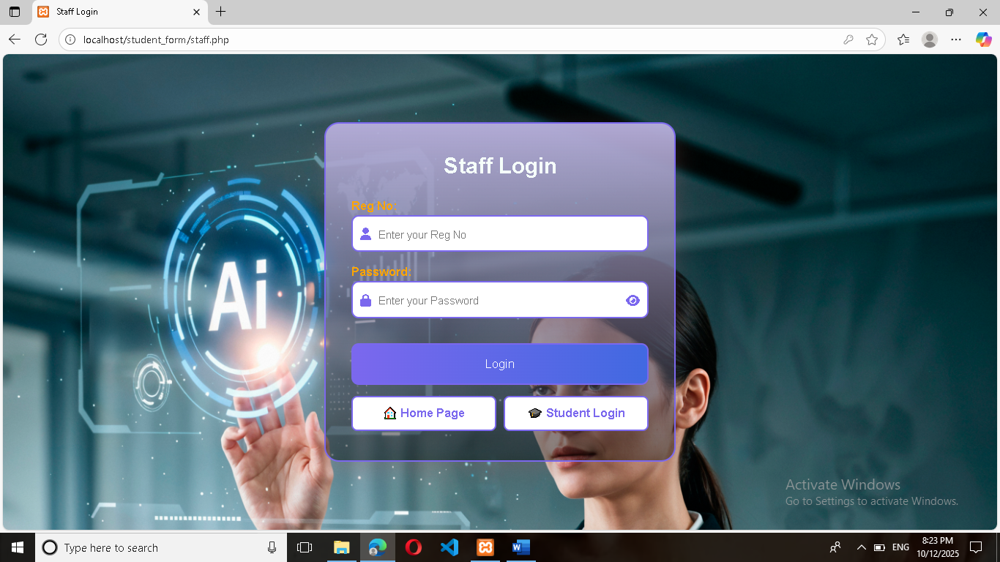 Staff Login
localhost/student_form/staff.php
Staff Login
Reg No:
Enter your Reg No
Password:
Enter your Password
Ai
Login
Home Page
Student Login
Activate Windows
Go to Settings to activate Windows.
Type here to search
ENG
8:23 PM
10/12/2025